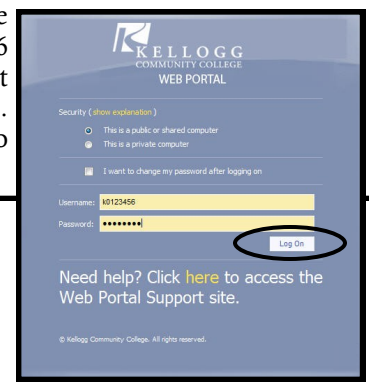 KELLOGG
COMMUNITY COLLEGE
WEB PORTAL
Security ( show explanation )
This is a public or shared computer
This is a private computer
I want to change my password after logging on
Username: k0123456
Password: ••••••••
Log On
Need help? Click here to access the
Web Portal Support site.
© Kellogg Community College. All rights reserved.